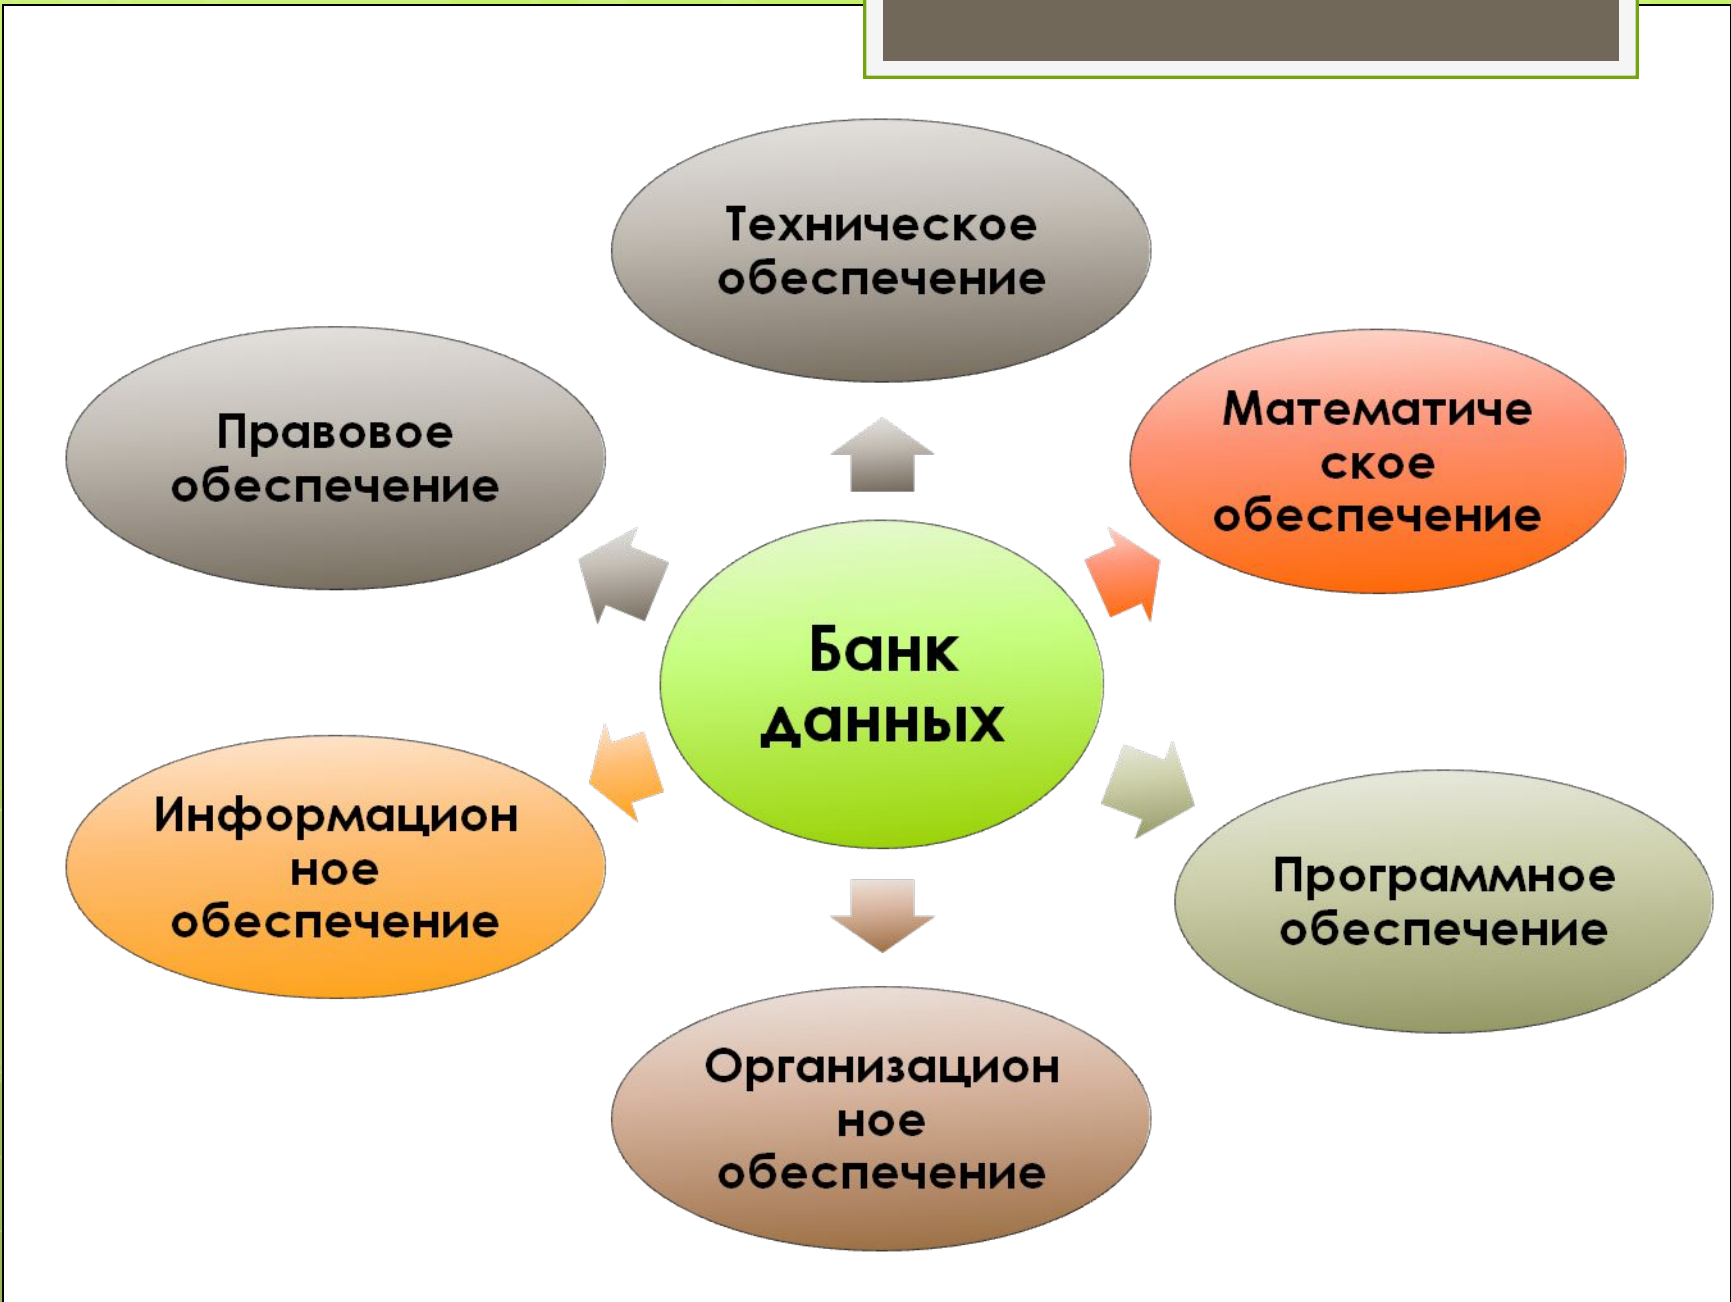 Техническое
обеспечение
Математиче
ское
обеспечение
Программное
обеспечение
Организацион
ное
обеспечение
Информацион
ное
обеспечение
Правовое
обеспечение
Банк
данных